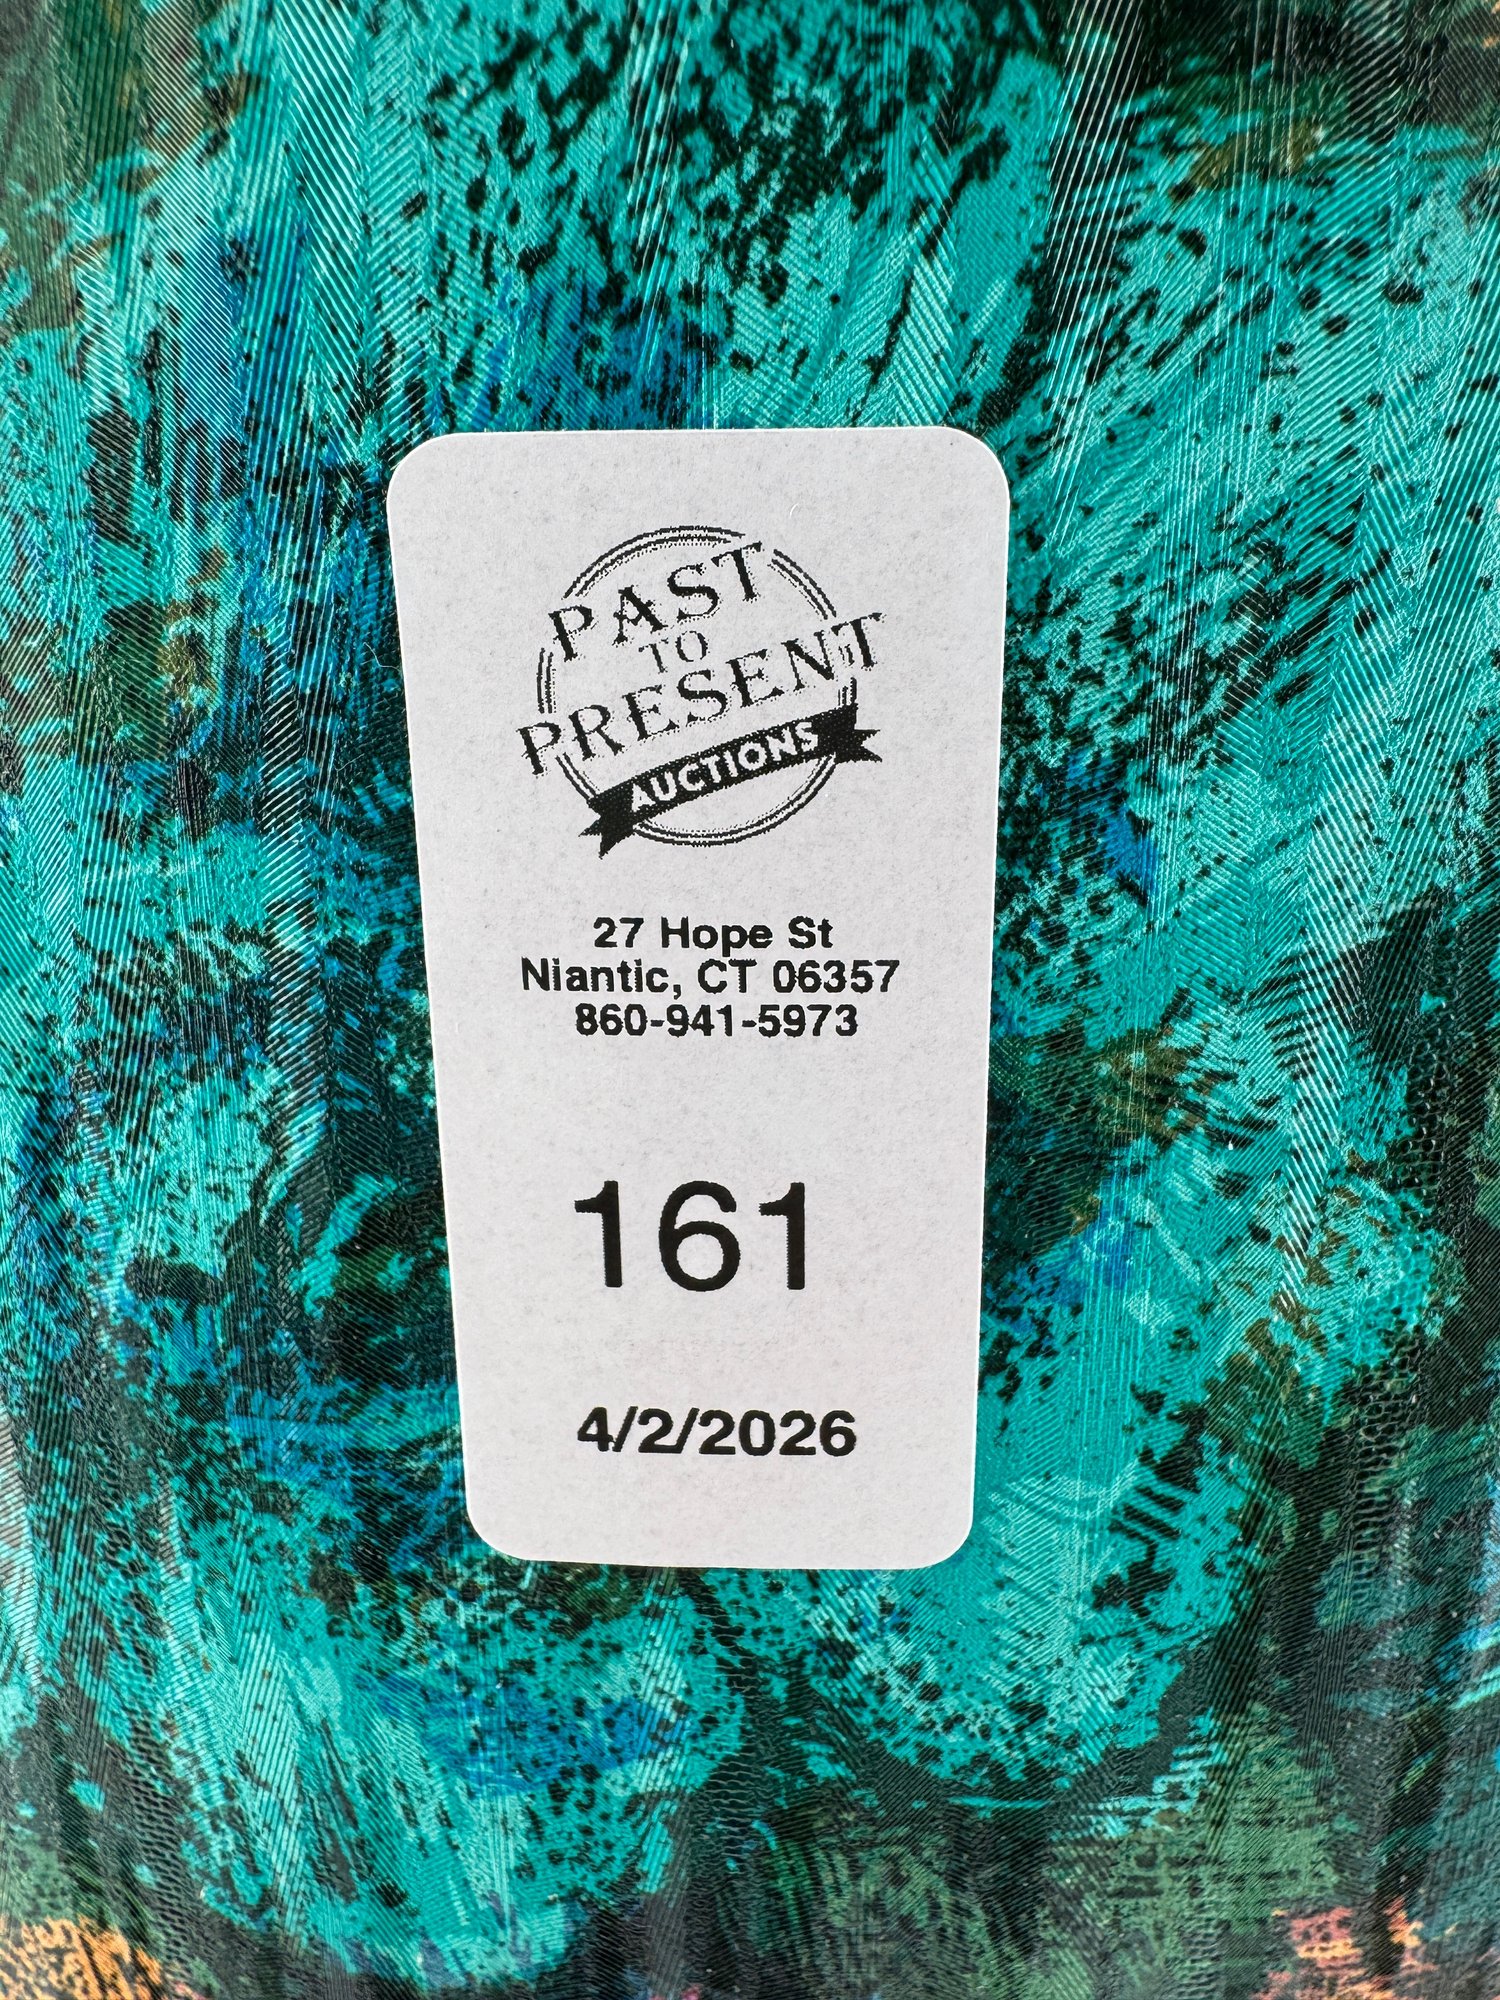 PAST
TO
PRESENT
AUCTIONS
27 Hope St
Niantic, CT 06357
860-941-5973
161
4/2/2026